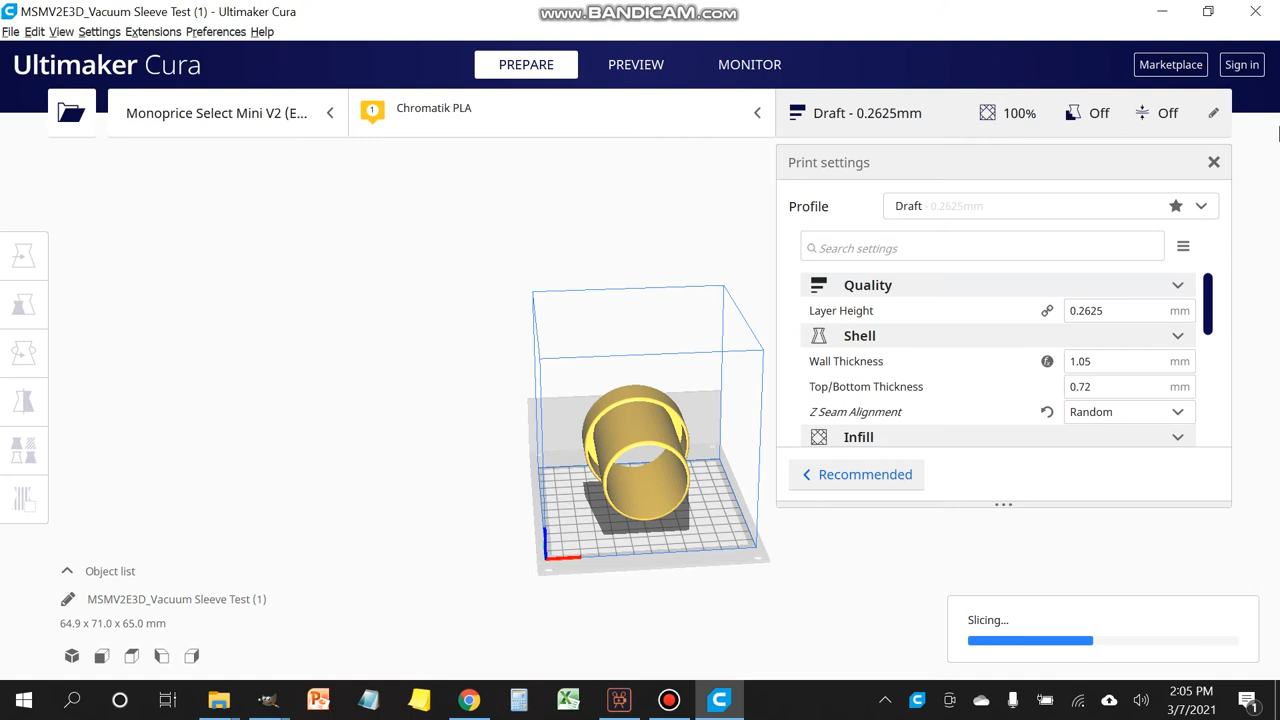 MSMV2E3D_Vacuum Sleeve Test (1) - Ultimaker Cura
www.BANDICAM.com
File Edit View Settings Extensions Preferences Help
Ultimaker Cura
PREPARE
PREVIEW
MONITOR
Marketplace
Sign in
Monoprice Select Mini V2 (E...
1
Chromatik PLA
Draft - 0.2625mm
100%
Off
Off
Print settings
Profile
Draft - 0.2625mm
Search settings
Quality
Layer Height
0.2625 mm
Shell
Wall Thickness
1.05 mm
Top/Bottom Thickness
0.72 mm
Z Seam Alignment
Random
Infill
Recommended
Object list
MSMV2E3D_Vacuum Sleeve Test (1)
64.9 x 71.0 x 65.0 mm
Slicing...
2:05 PM
3/7/2021
1